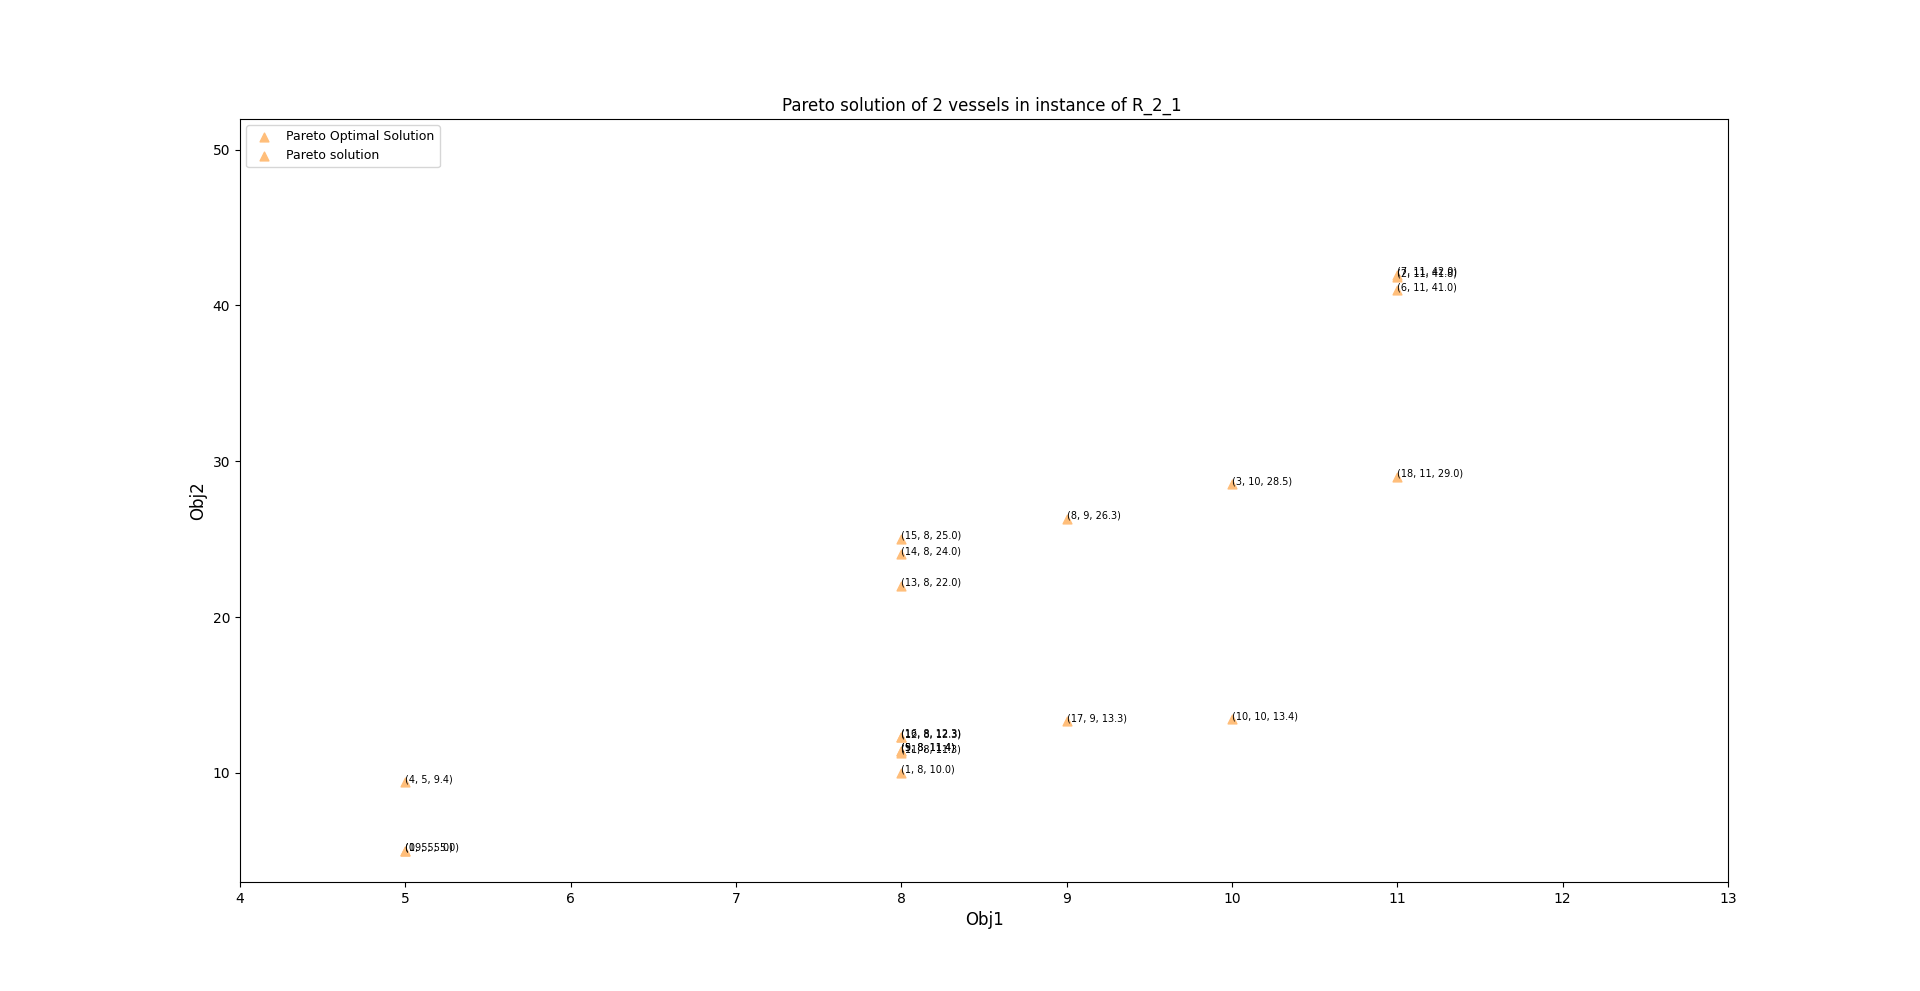 Pareto solution of 2 vessels in instance of R_2_1
Pareto Optimal Solution
Pareto solution
50
40
30
20
10
Obj2
(6, 11, 41.0)
(18, 11, 29.0)
(3, 10, 28.5)
(8, 9, 26.3)
(15, 8, 25.0)
(14, 8, 24.0)
(13, 8, 22.0)
(17, 9, 13.3)
(10, 10, 13.4)
(1, 8, 10.0)
(4, 5, 9.4)
4
5
6
7
8
9
10
11
12
13
Obj1